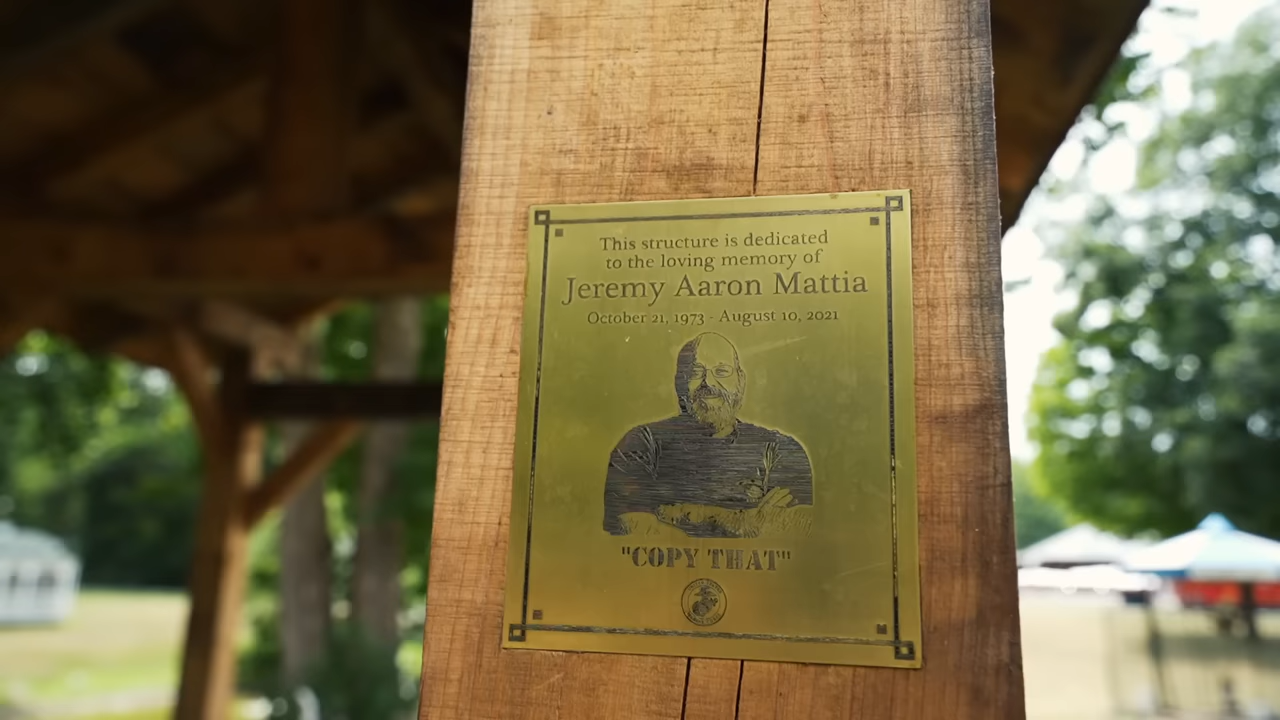 This structure is dedicated
to the loving memory of
Jeremy Aaron Mattia
October 21, 1973 - August 10, 2021
"COPY THAT"